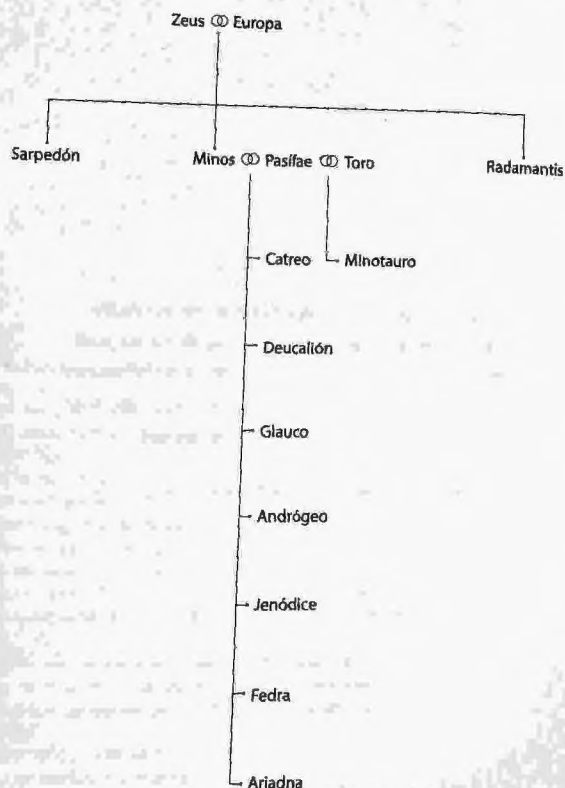 Zeus ⚭ Europa
Sarpedón Minos ⚭ Pasífae ⚭ Toro Radamantis
Catreo Minotauro
Deucalión
Glauco
Andrógeo
Jenódice
Fedra
Ariadna